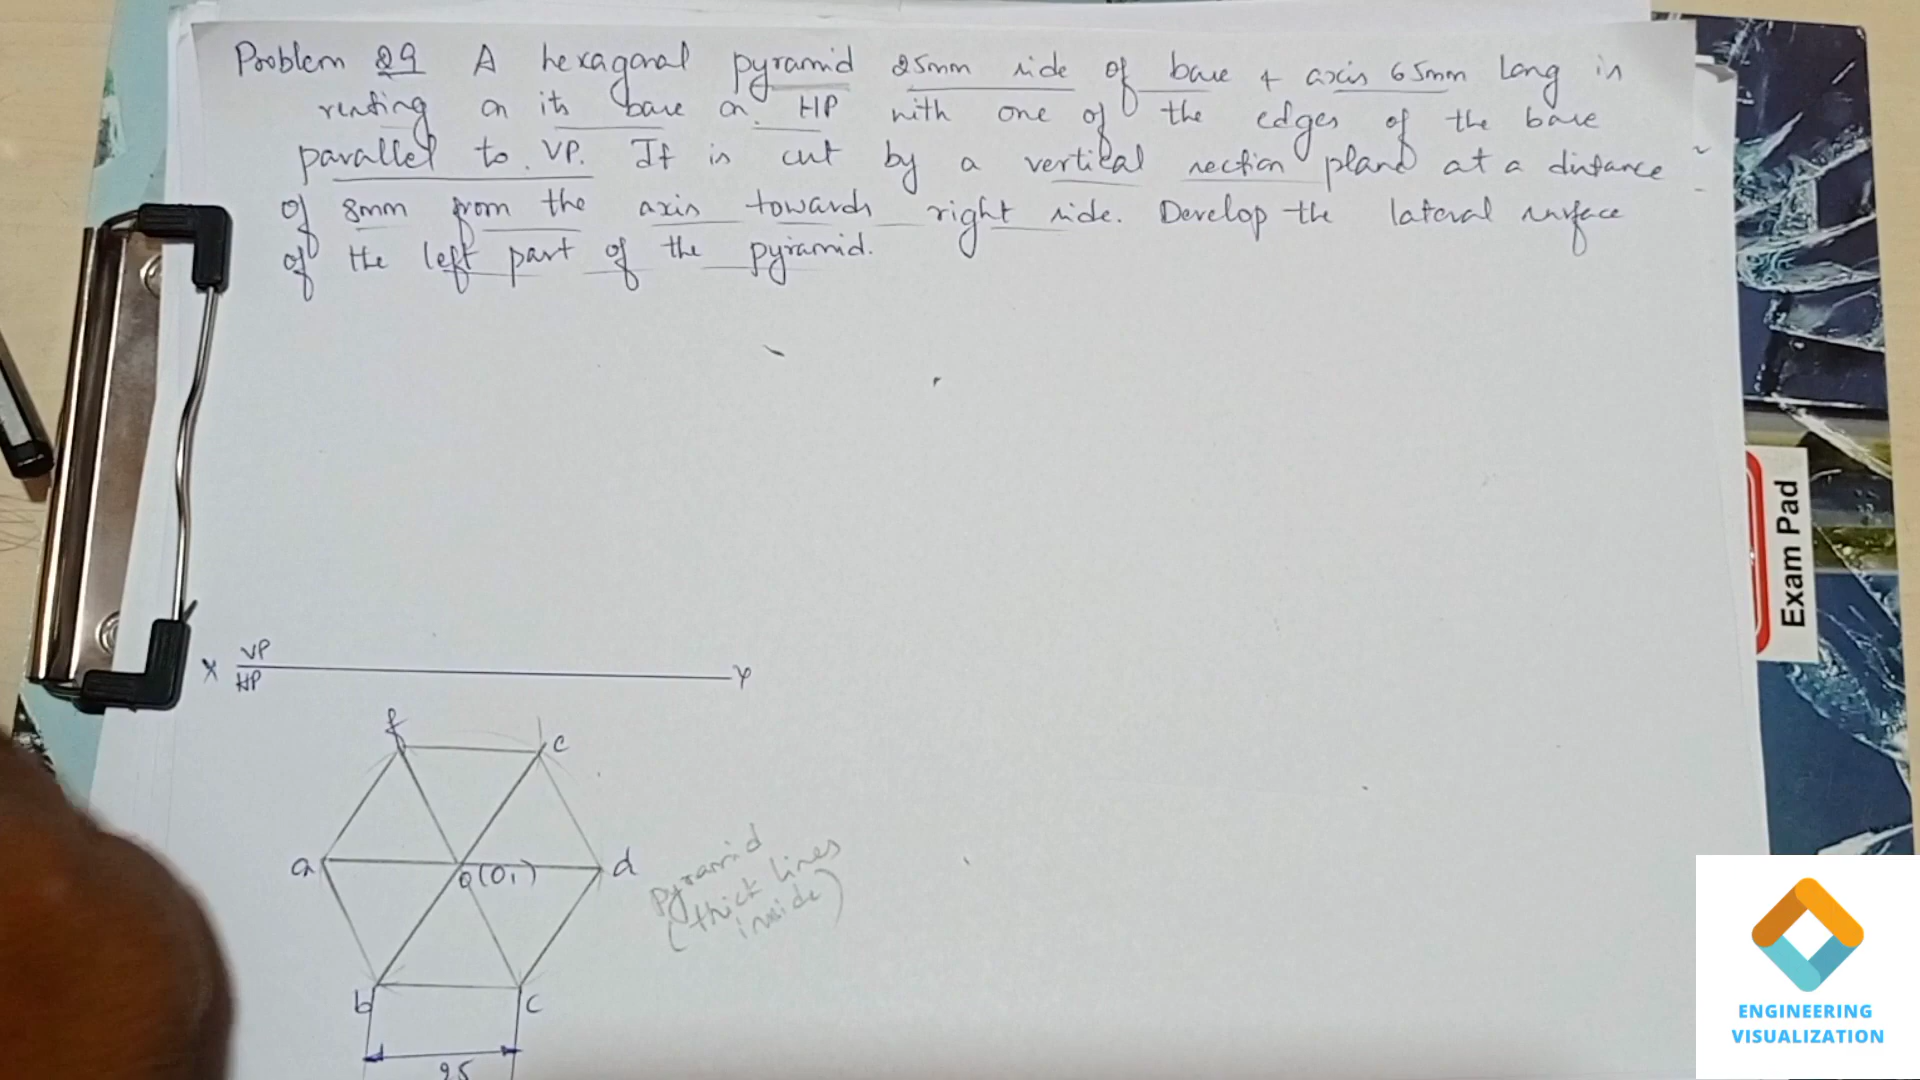 Problem 29 A hexagonal pyramid 25mm side of base & axis 65mm long is
resting on its base on HP with one of the edges of the base
parallel to VP. It is cut by a vertical section plane at a distance
of 8mm from the axis towards right side. Develop the lateral surface
of the left part of the pyramid.
VP
X Y
HP
f e
a o(O1) d
b c
25
pyramid
(thick lines
inside)
Exam Pad
ENGINEERING
VISUALIZATION